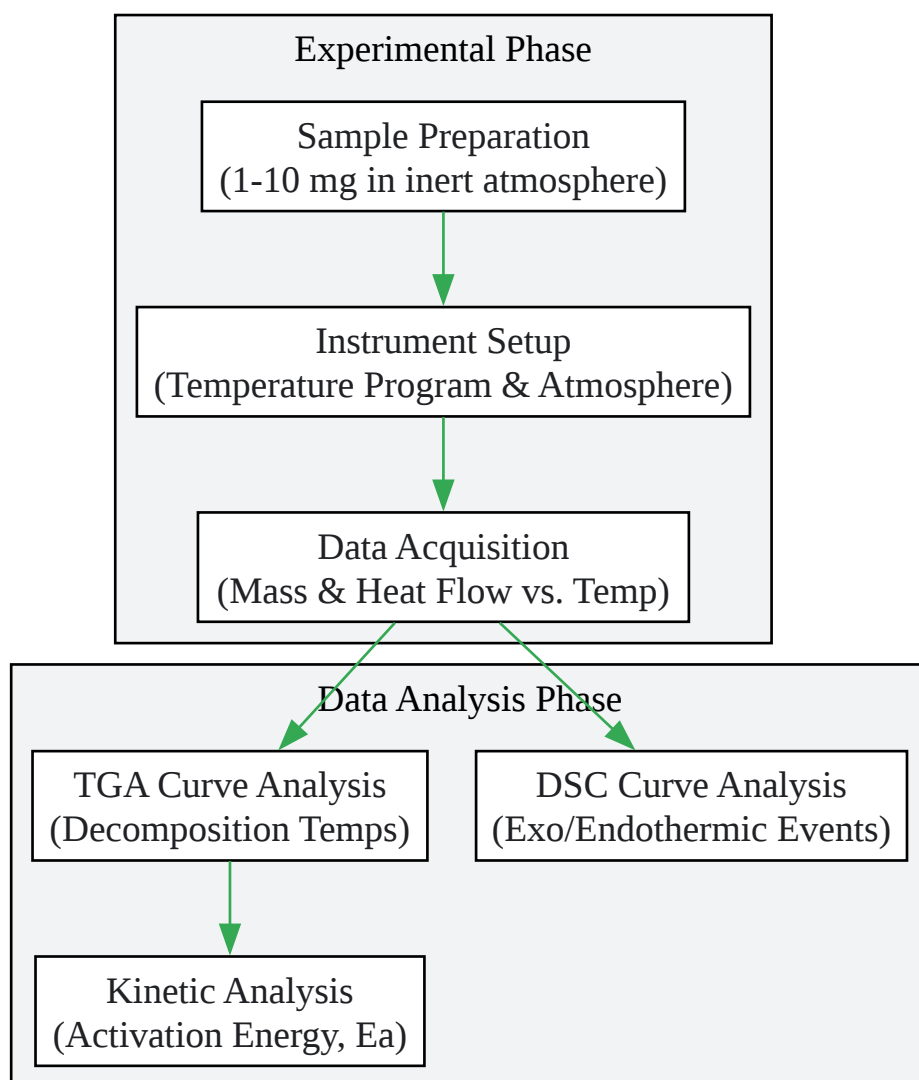 Experimental Phase
Sample Preparation
(1-10 mg in inert atmosphere)
Instrument Setup
(Temperature Program & Atmosphere)
Data Acquisition
(Mass & Heat Flow vs. Temp)
Data Analysis Phase
TGA Curve Analysis
(Decomposition Temps)
DSC Curve Analysis
(Exo/Endothermic Events)
Kinetic Analysis
(Activation Energy, Ea)